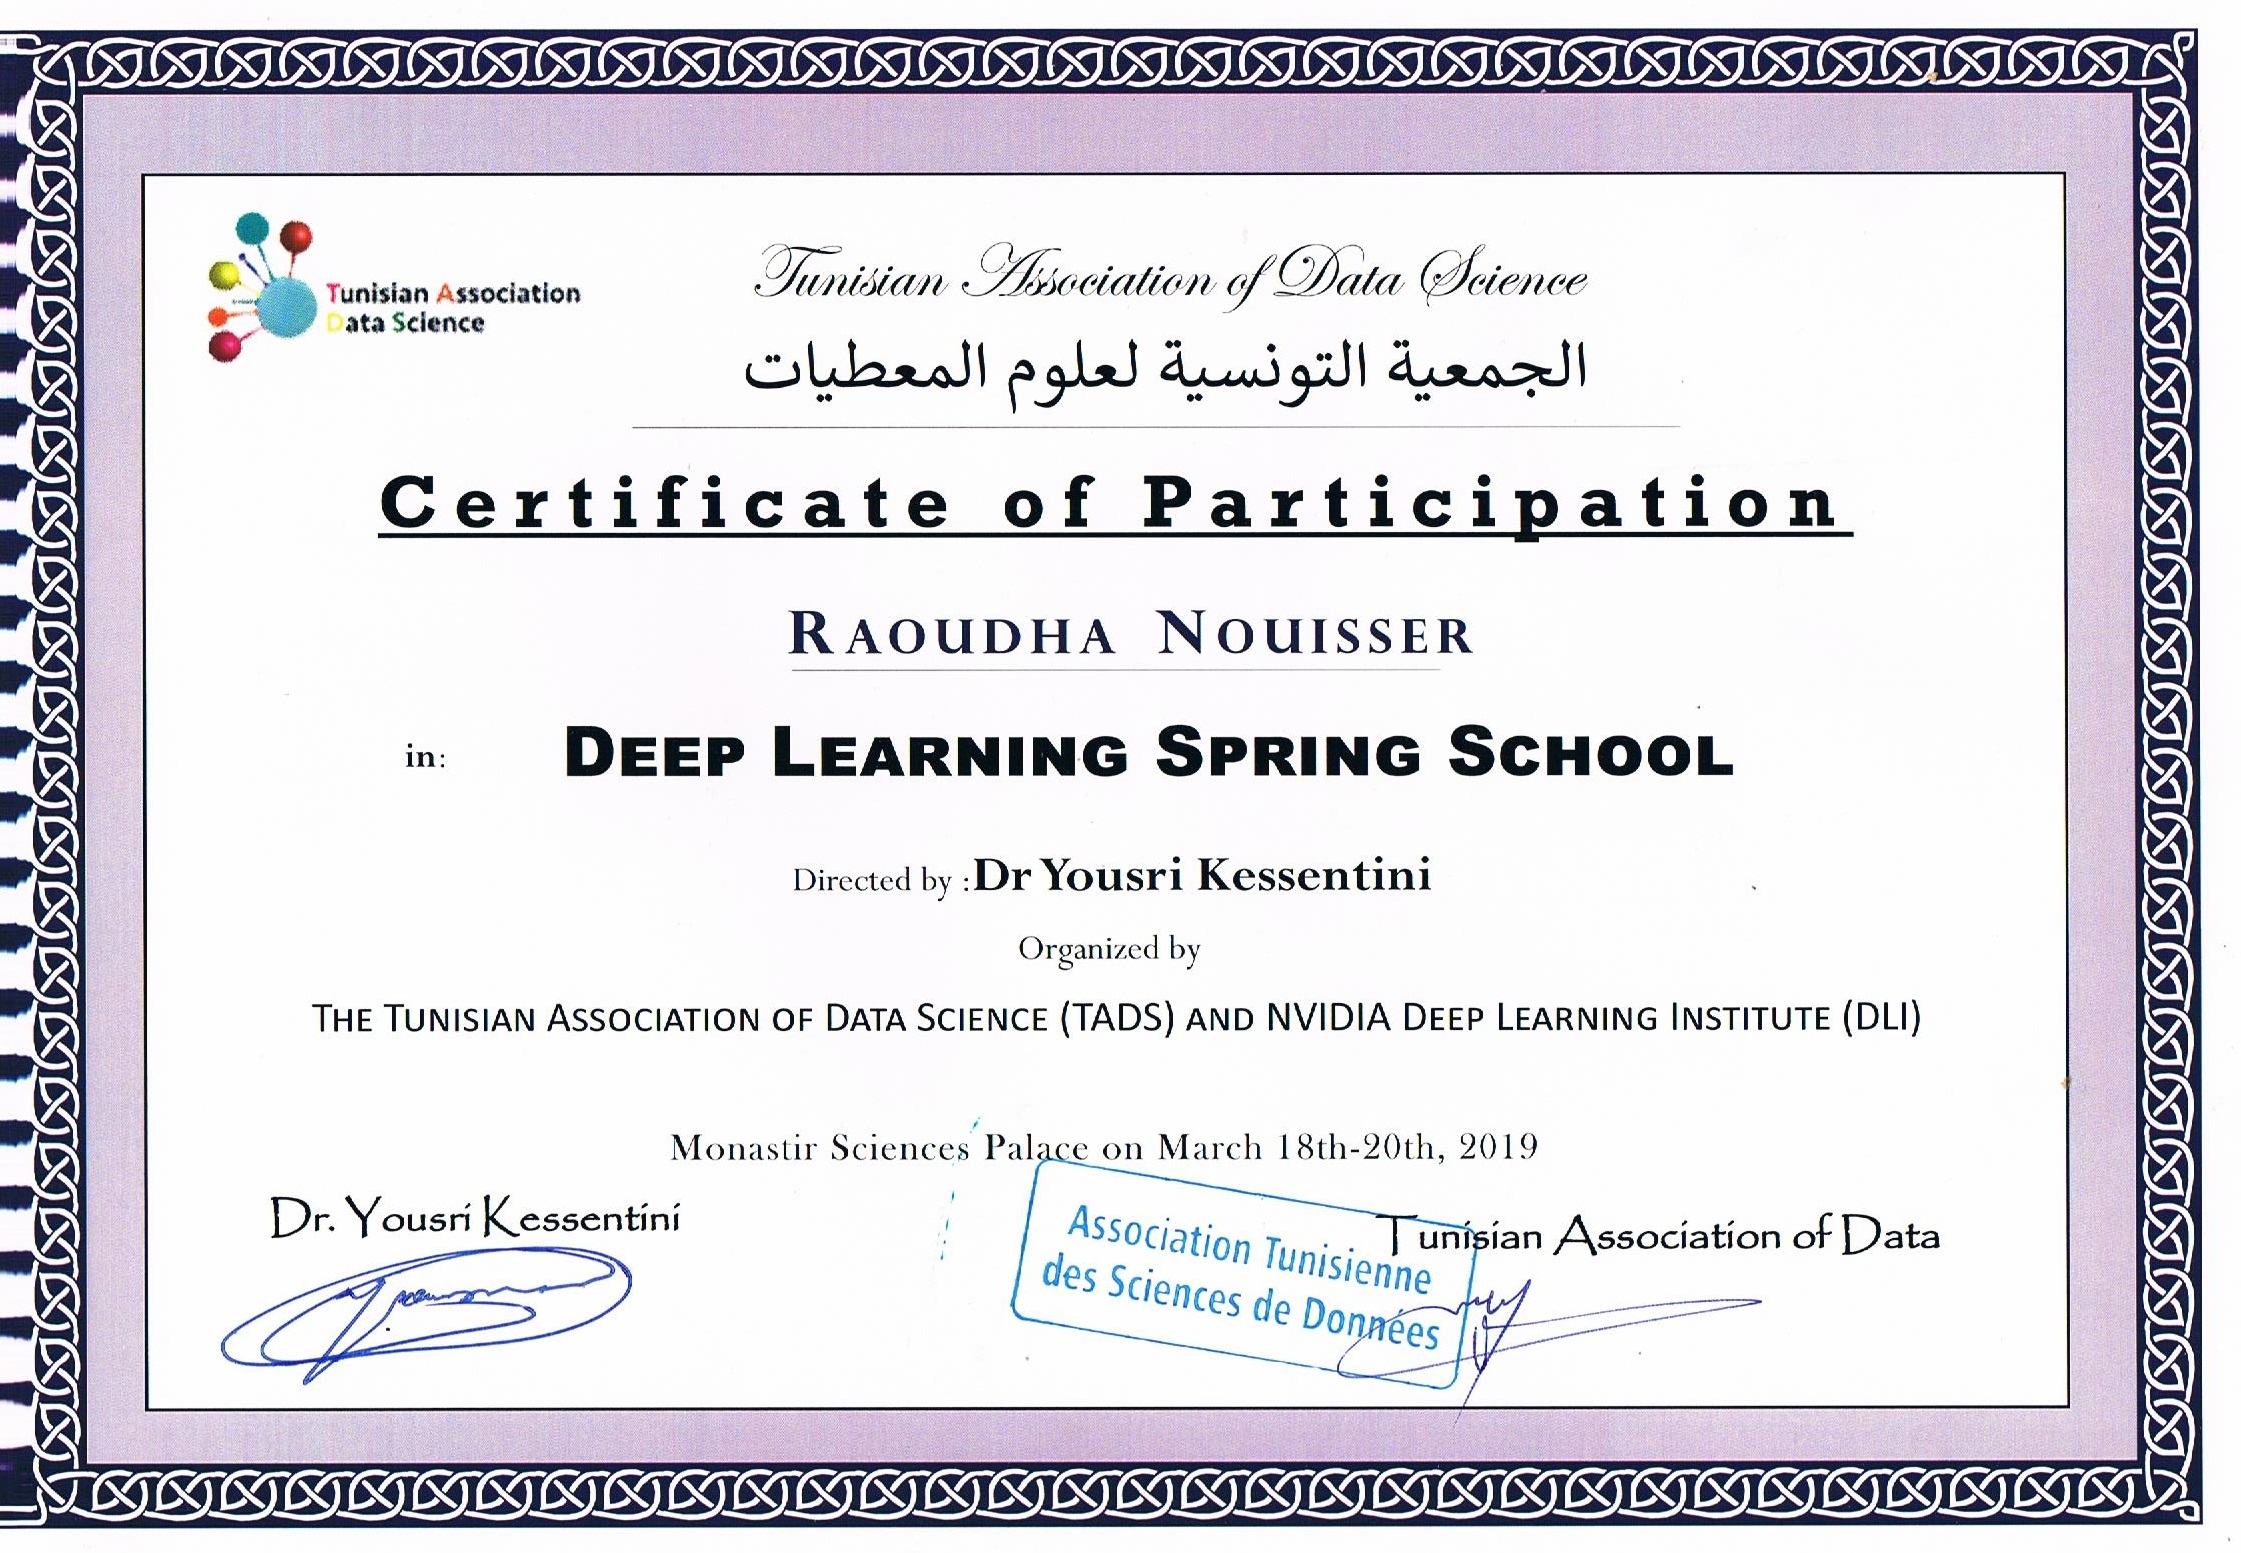 Tunisian Association
Data Science
Tunisian Association of Data Science
الجمعية التونسية لعلوم المعطيات
Certificate of Participation
RAOUDHA NOUISSER
in: DEEP LEARNING SPRING SCHOOL
Directed by :Dr Yousri Kessentini
Organized by
THE TUNISIAN ASSOCIATION OF DATA SCIENCE (TADS) AND NVIDIA DEEP LEARNING INSTITUTE (DLI)
Monastir Sciences Palace on March 18th-20th, 2019
Dr. Yousri Kessentini
Tunisian Association of Data
Association Tunisienne
des Sciences de Données